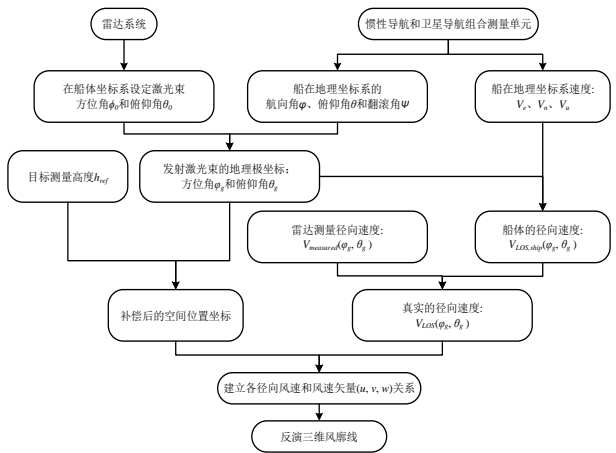 雷达系统
惯性导航和卫星导航组合测量单元
在船体坐标系设定激光束
方位角ϕ0和俯仰角θ0
船在地理坐标系的
航向角φ、俯仰角θ和翻滚角Ψ
船在地理坐标系速度:
Ve、Vn、Vu
目标测量高度href
发射激光束的地理极坐标:
方位角φg和俯仰角θg
雷达测量径向速度:
Vmeasured(φg, θg )
船体的径向速度:
VLOS,ship(φg, θg )
补偿后的空间位置坐标
真实的径向速度:
VLOS(φg, θg )
建立各径向风速和风速矢量(u, v, w)关系
反演三维风廓线